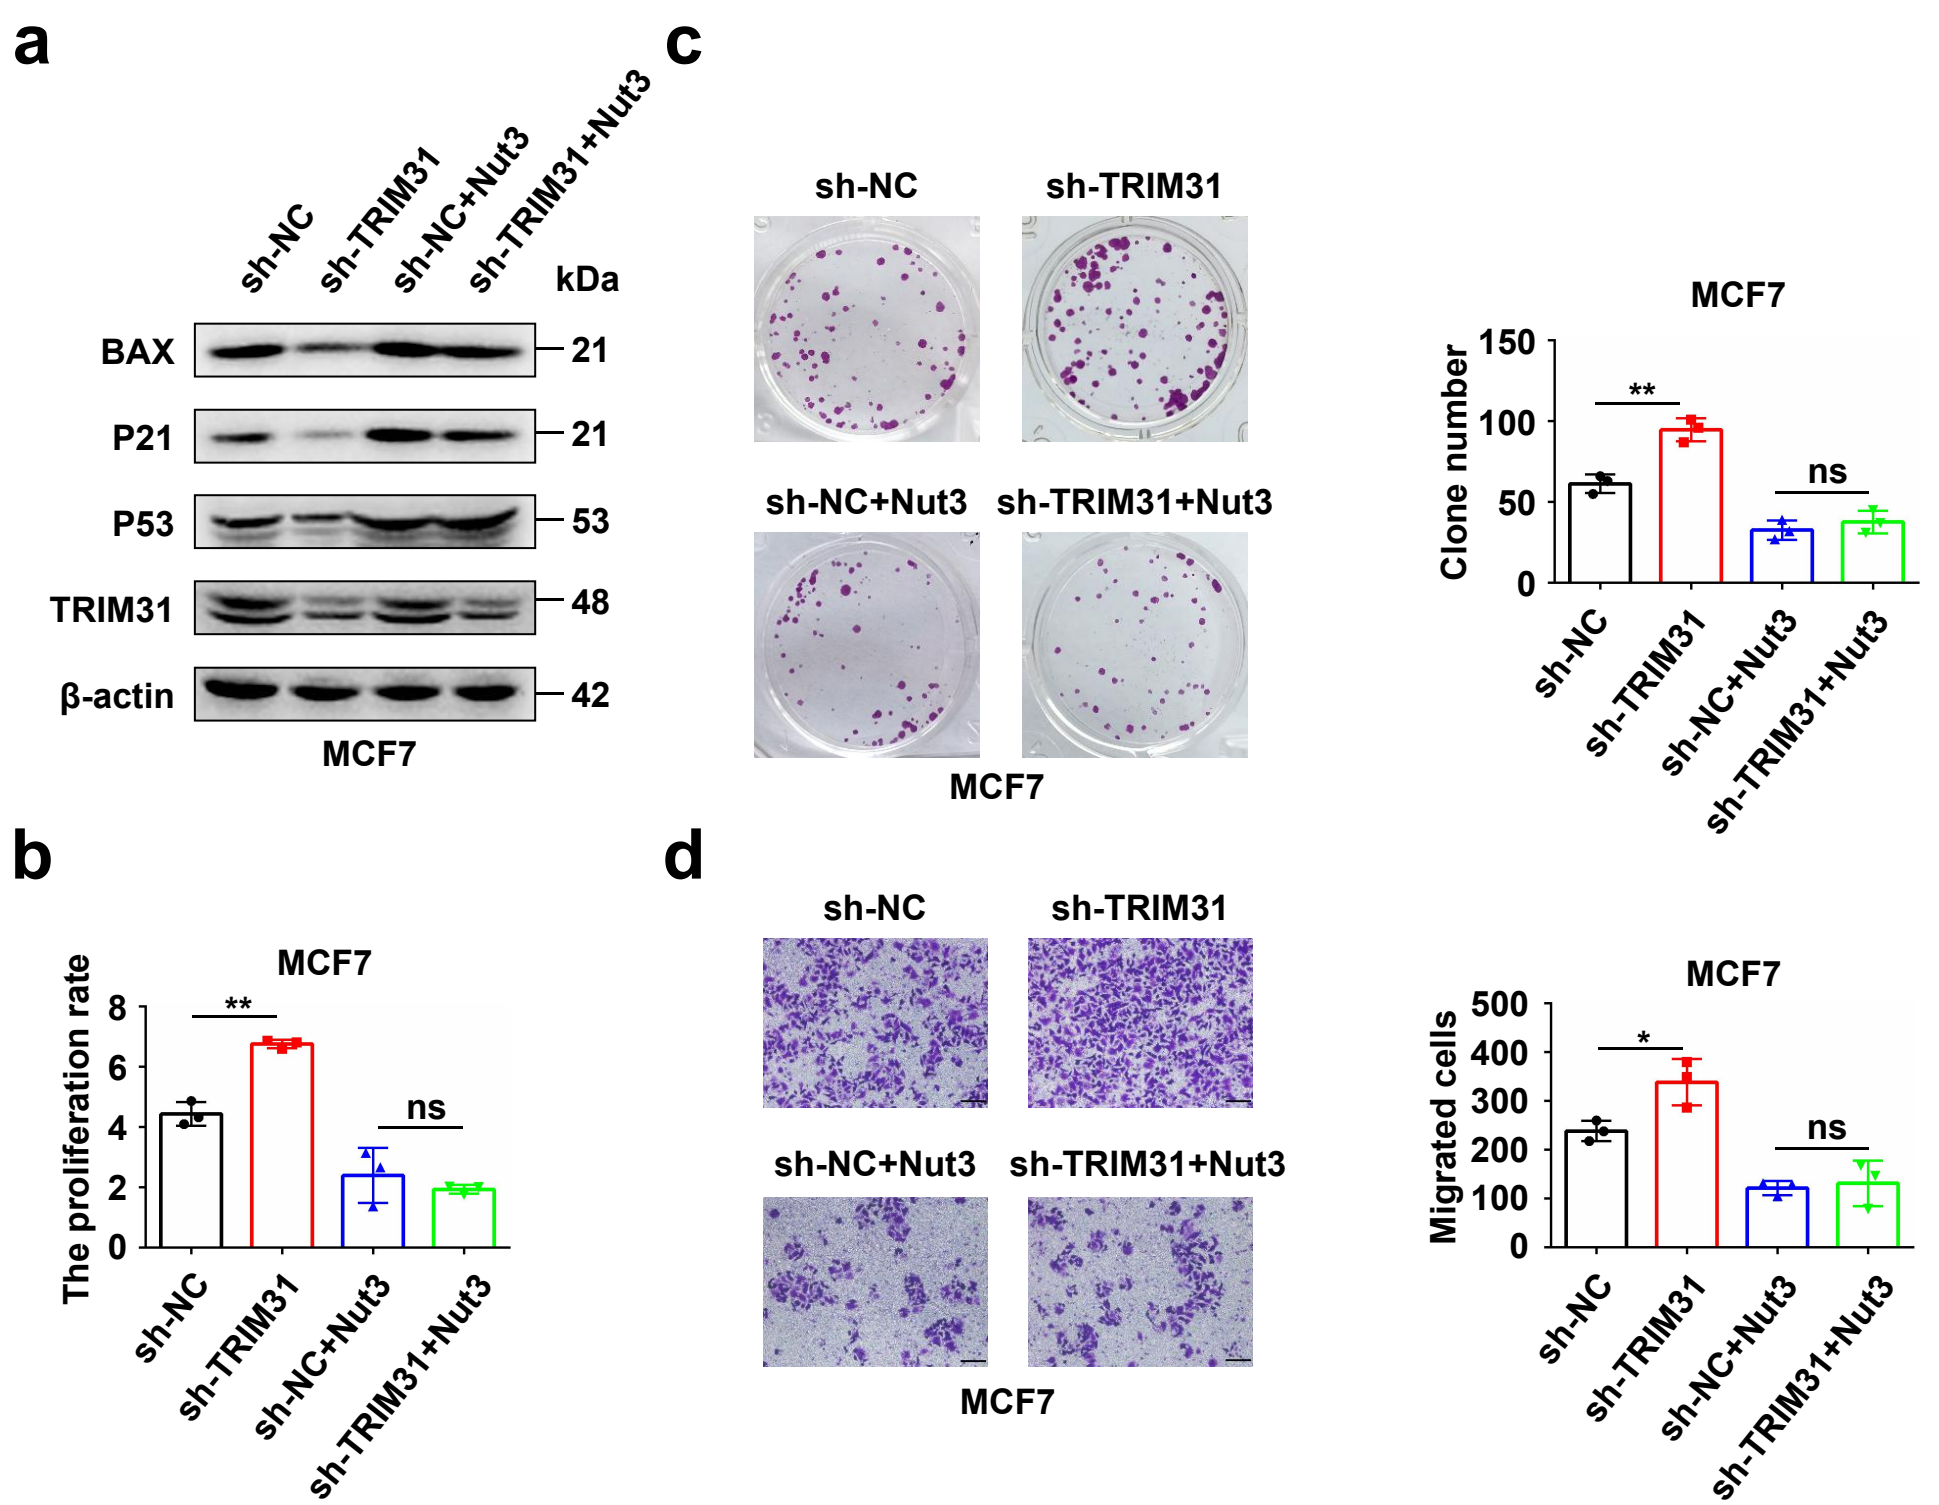 a
sh-NC
sh-TRIM31
sh-NC+Nut3
sh-TRIM31+Nut3
kDa
BAX
21
P21
21
P53
53
TRIM31
48
β-actin
42
MCF7
b
MCF7
The proliferation rate
8
6
4
2
0
**
ns
sh-NC
sh-TRIM31
sh-NC+Nut3
sh-TRIM31+Nut3
c
sh-NC
sh-TRIM31
sh-NC+Nut3
sh-TRIM31+Nut3
MCF7
MCF7
Clone number
150
100
50
0
**
ns
sh-NC
sh-TRIM31
sh-NC+Nut3
sh-TRIM31+Nut3
d
sh-NC
sh-TRIM31
sh-NC+Nut3
sh-TRIM31+Nut3
MCF7
MCF7
Migrated cells
500
400
300
200
100
0
*
ns
sh-NC
sh-TRIM31
sh-NC+Nut3
sh-TRIM31+Nut3